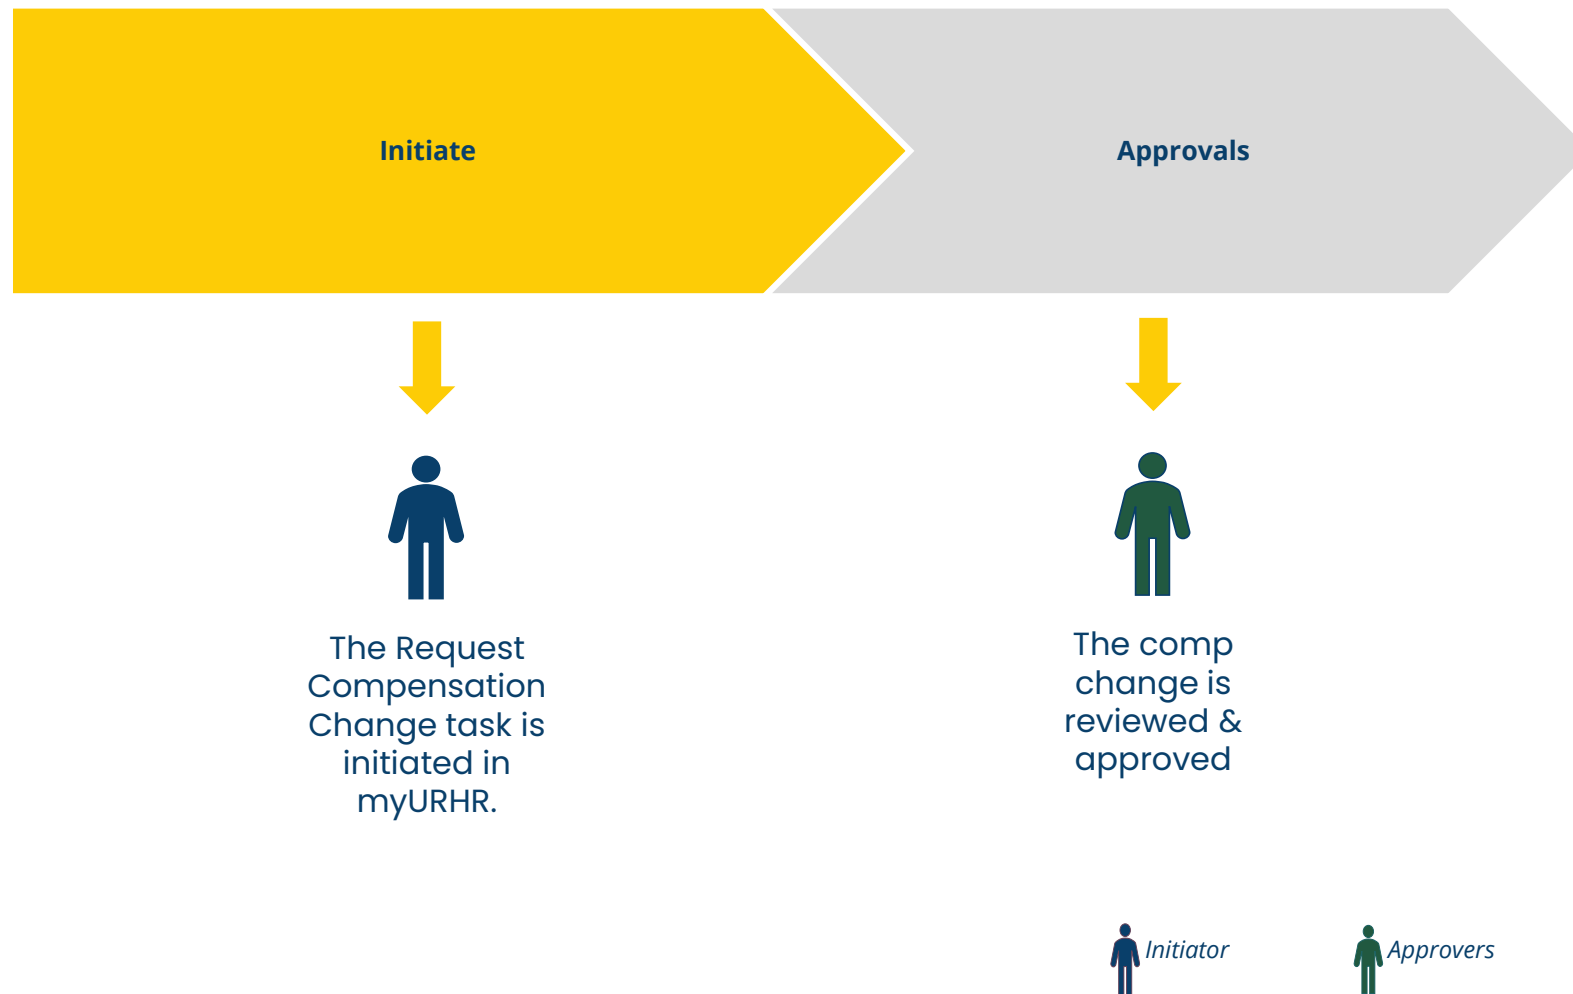 Initiate
Approvals
The Request
Compensation
Change task is
initiated in
myURHR.
The comp
change is
reviewed &
approved
Initiator
Approvers